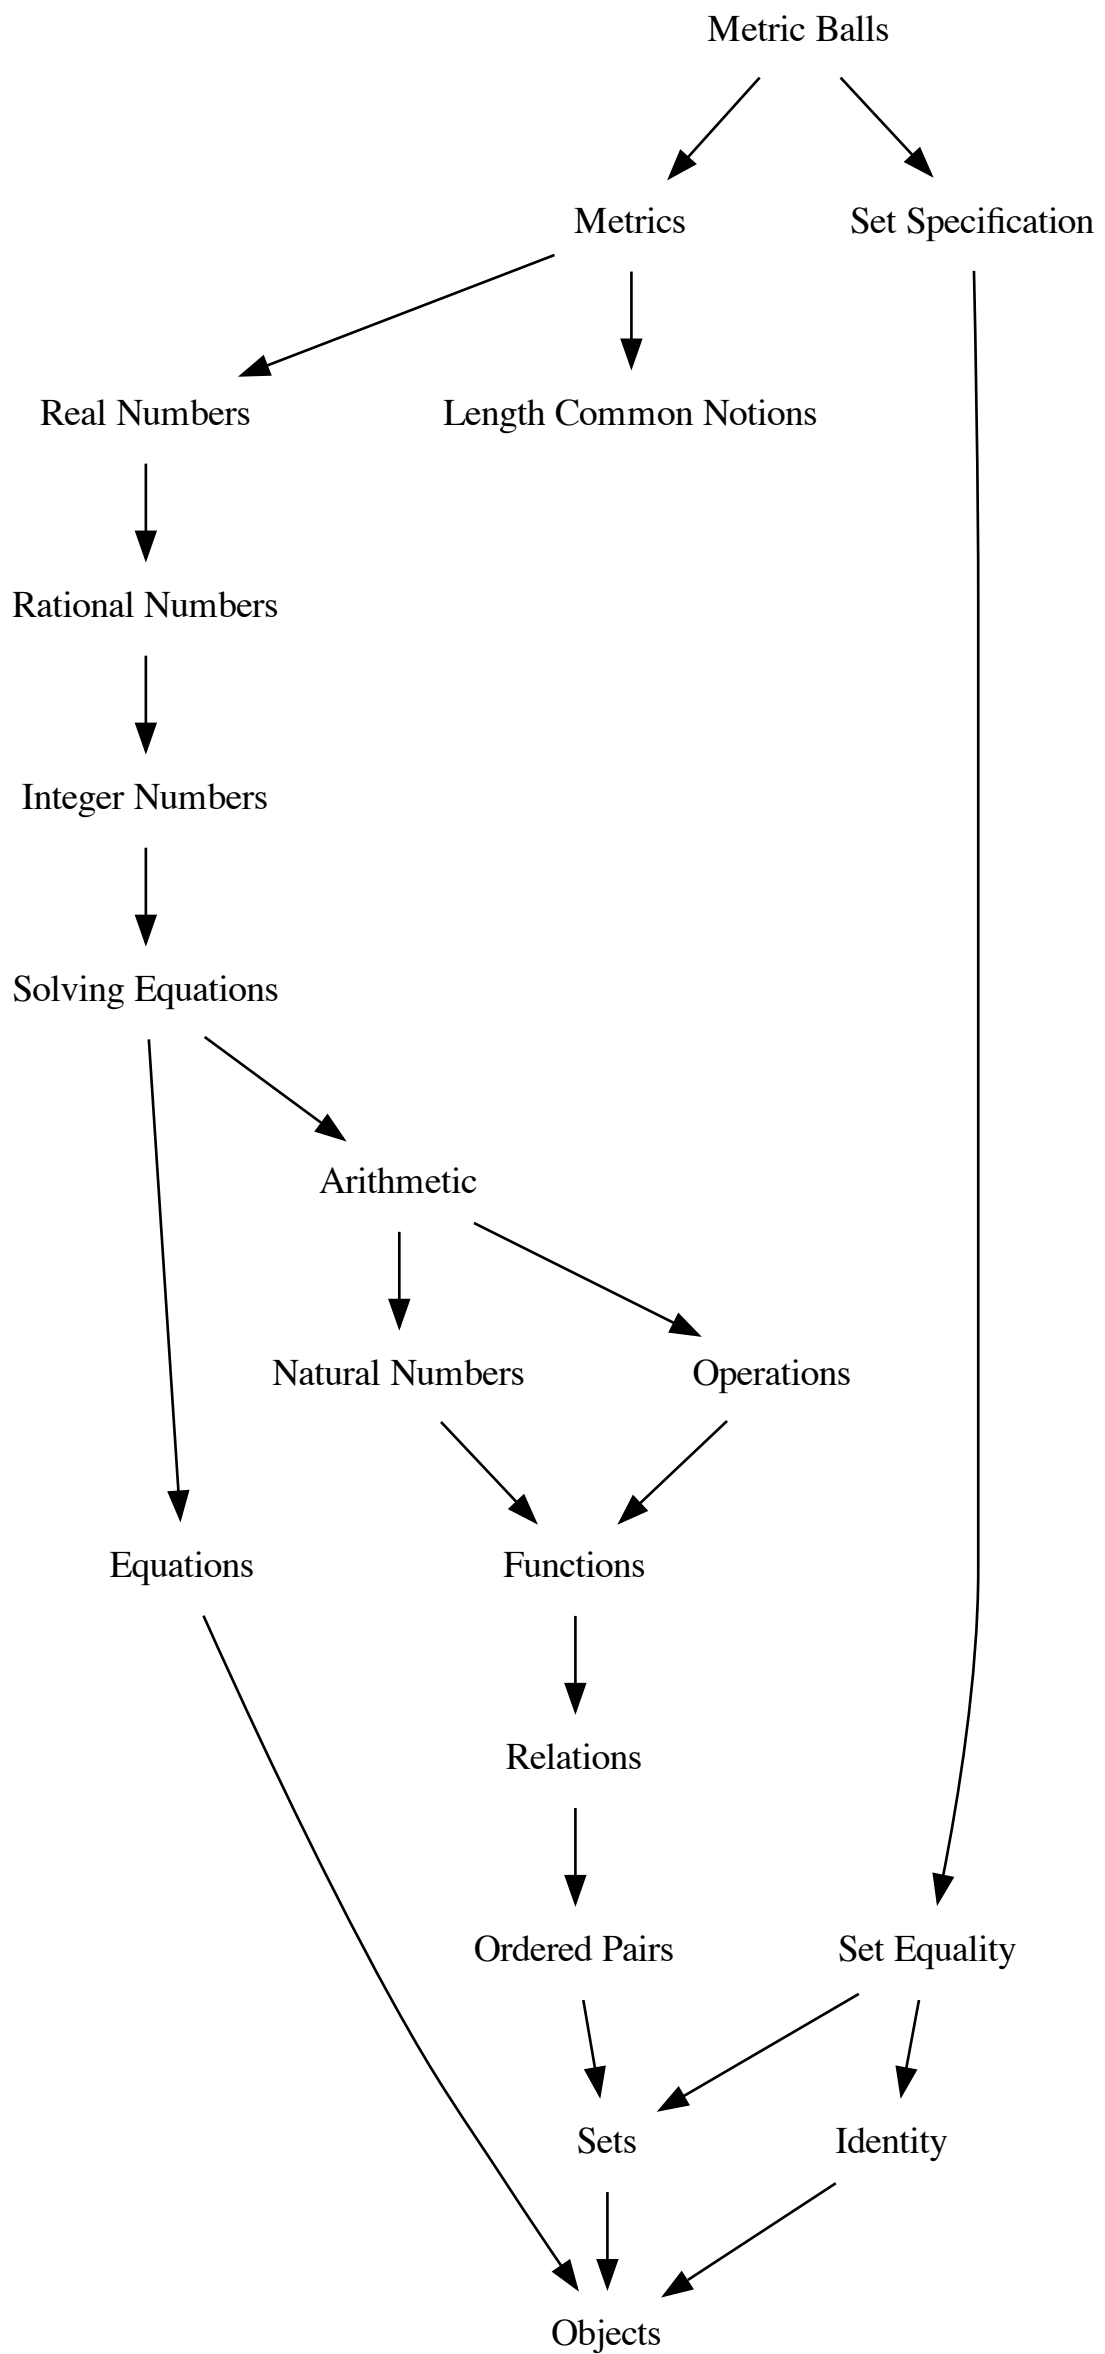 Metric Balls
Metrics
Set Specification
Real Numbers
Length Common Notions
Rational Numbers
Integer Numbers
Solving Equations
Arithmetic
Natural Numbers
Operations
Equations
Functions
Relations
Ordered Pairs
Set Equality
Sets
Identity
Objects